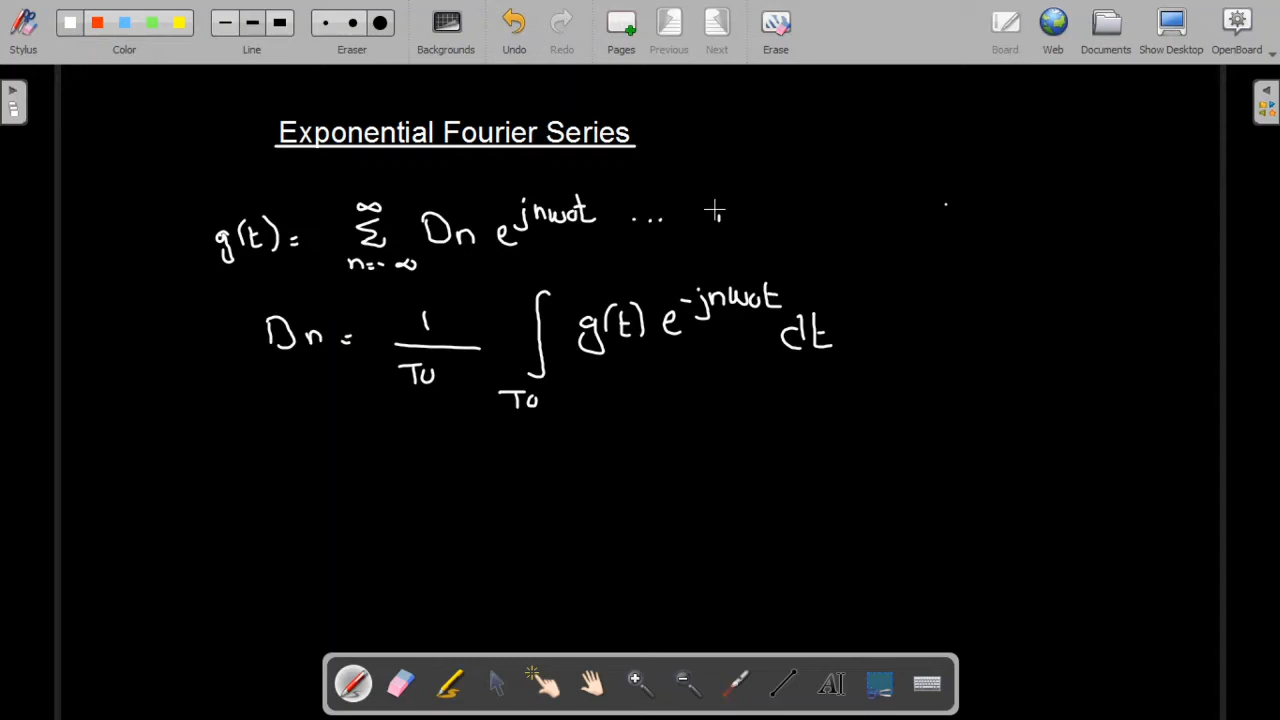 Stylus Color Line Eraser Backgrounds Undo Redo Pages Previous Next Erase Board Web Documents Show Desktop OpenBoard
Exponential Fourier Series
g(t) = ∞ Σ n=-∞ Dn e^jnω0t ...
Dn = 1/T0 ∫T0 g(t) e^-jnω0t dt
AI